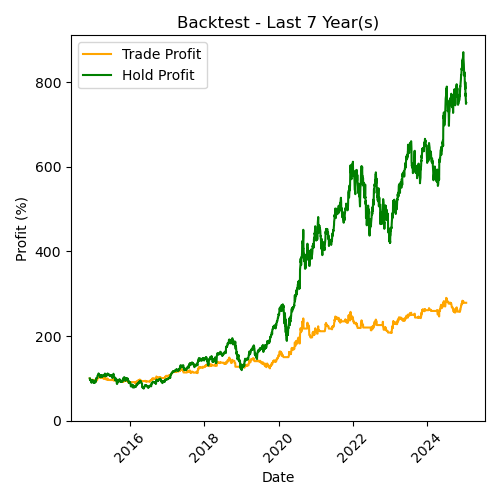 Backtest - Last 7 Year(s)
Trade Profit
Hold Profit
Profit (%)
800
600
400
200
0
2016
2018
2020
2022
2024
Date